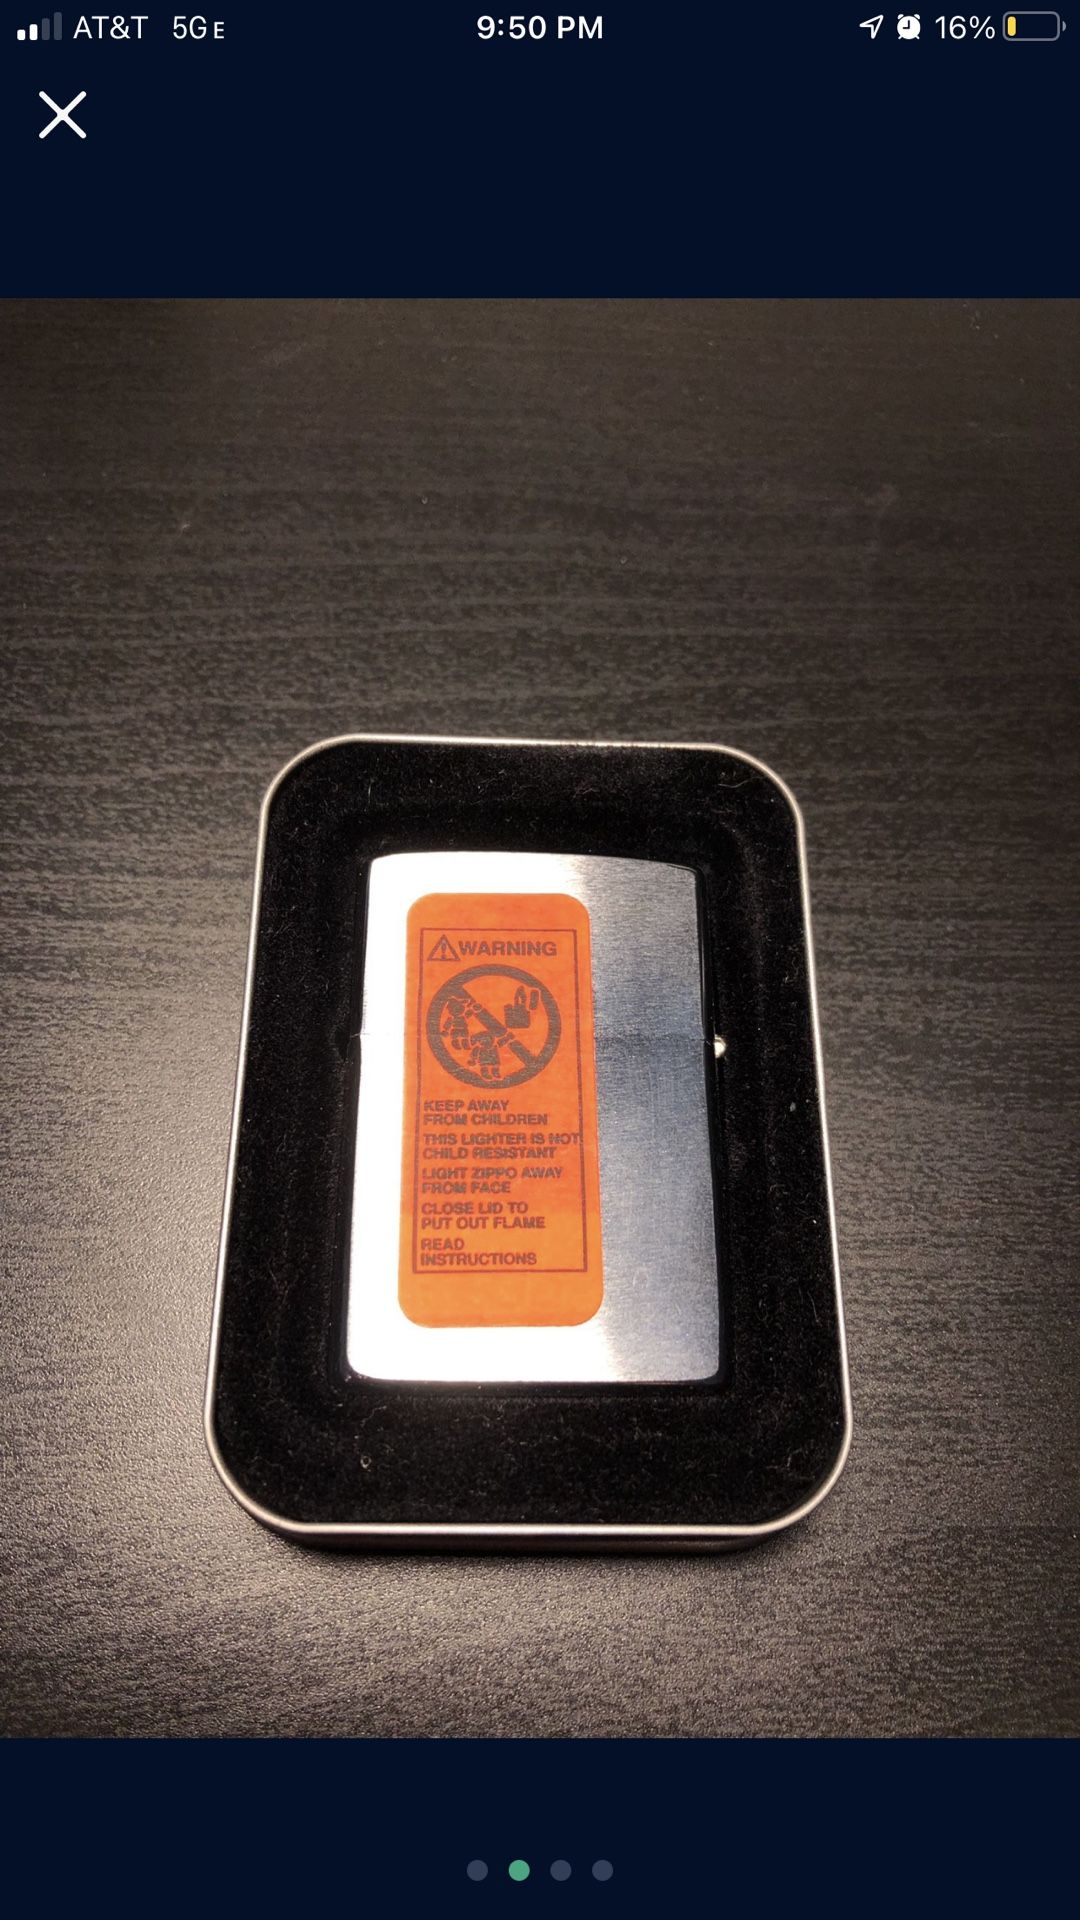 AT&T 5GE 9:50 PM 16%
WARNING
KEEP AWAY
FROM CHILDREN
THIS LIGHTER IS NOT
CHILD RESISTANT
LIGHT ZIPPO AWAY
FROM FACE
CLOSE LID TO
PUT OUT FLAME
READ
INSTRUCTIONS